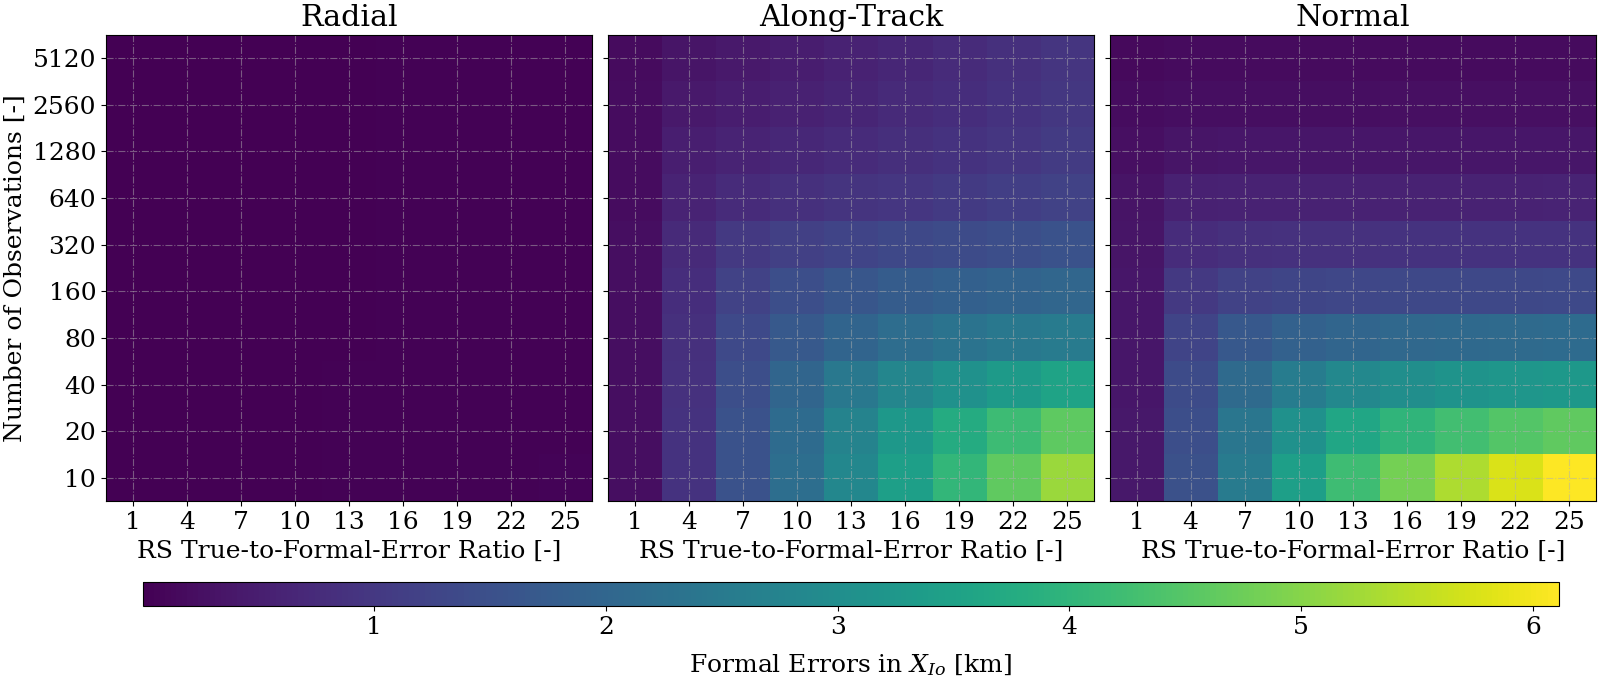 Radial Along-Track Normal
Number of Observations [-]
5120
2560
1280
640
320
160
80
40
20
10
1 4 7 10 13 16 19 22 25 1 4 7 10 13 16 19 22 25 1 4 7 10 13 16 19 22 25
RS True-to-Formal-Error Ratio [-] RS True-to-Formal-Error Ratio [-] RS True-to-Formal-Error Ratio [-]
1 2 3 4 5 6
Formal Errors in X_{Io} [km]